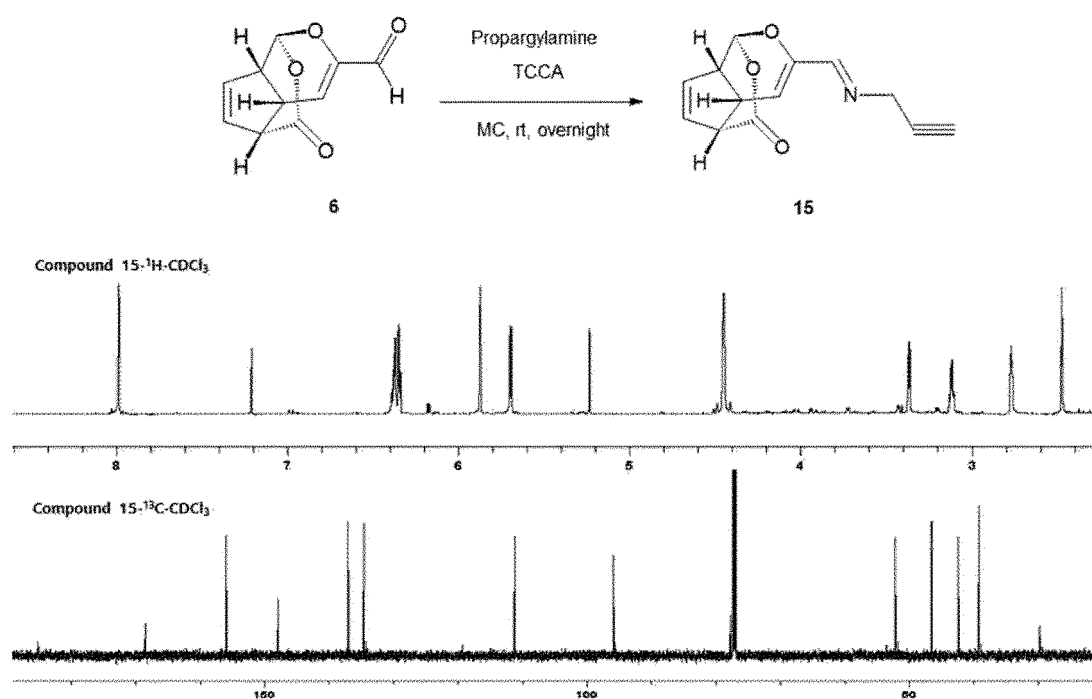 H O O Propargylamine H O
O H TCCA O N
H H MC, rt, overnight H
H O H O
6 15
Compound 15-¹H-CDCl₃
8 7 6 5 4 3
Compound 15-¹³C-CDCl₃
150 100 50